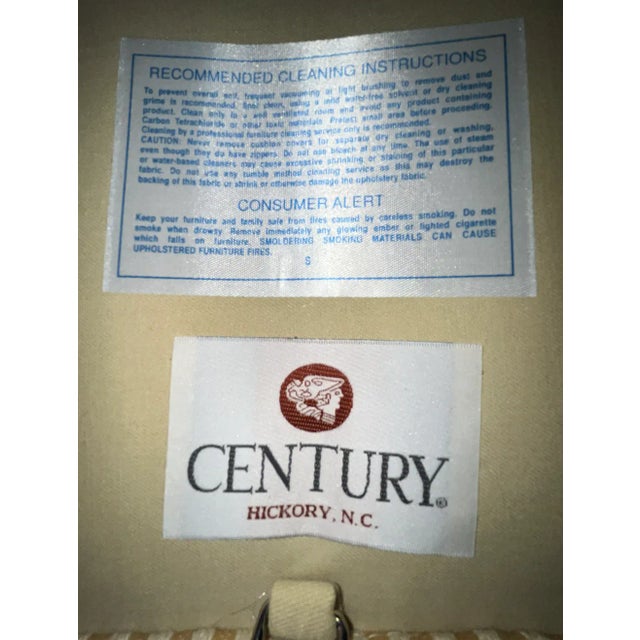 RECOMMENDED CLEANING INSTRUCTIONS
To prevent overall soil, frequent vacuuming or light brushing to remove dust and
grime is recommended. Spot clean, using a mild water-free solvent or dry cleaning
product. Clean only in a well ventilated room and avoid any product containing
Carbon Tetrachloride or other toxic materials. Pretest small area before proceeding.
Cleaning by a professional furniture cleaning service only is recommended.
CAUTION: Never remove cushion covers for separate dry cleaning or washing,
even though they do have zippers. Do not use bleach at any time. The use of steam
or water-based cleaners may cause excessive shrinking or staining of this particular
fabric. Do not use any tumble method cleaning service as this may destroy the
backing of this fabric or shrink or otherwise damage the upholstery fabric.
CONSUMER ALERT
Keep your furniture and family safe from fires caused by careless smoking. Do not
smoke when drowsy. Remove immediately any glowing ember or lighted cigarette
which falls on furniture. SMOLDERING SMOKING MATERIALS CAN CAUSE
UPHOLSTERED FURNITURE FIRES.
S
CENTURY®
HICKORY, N.C.